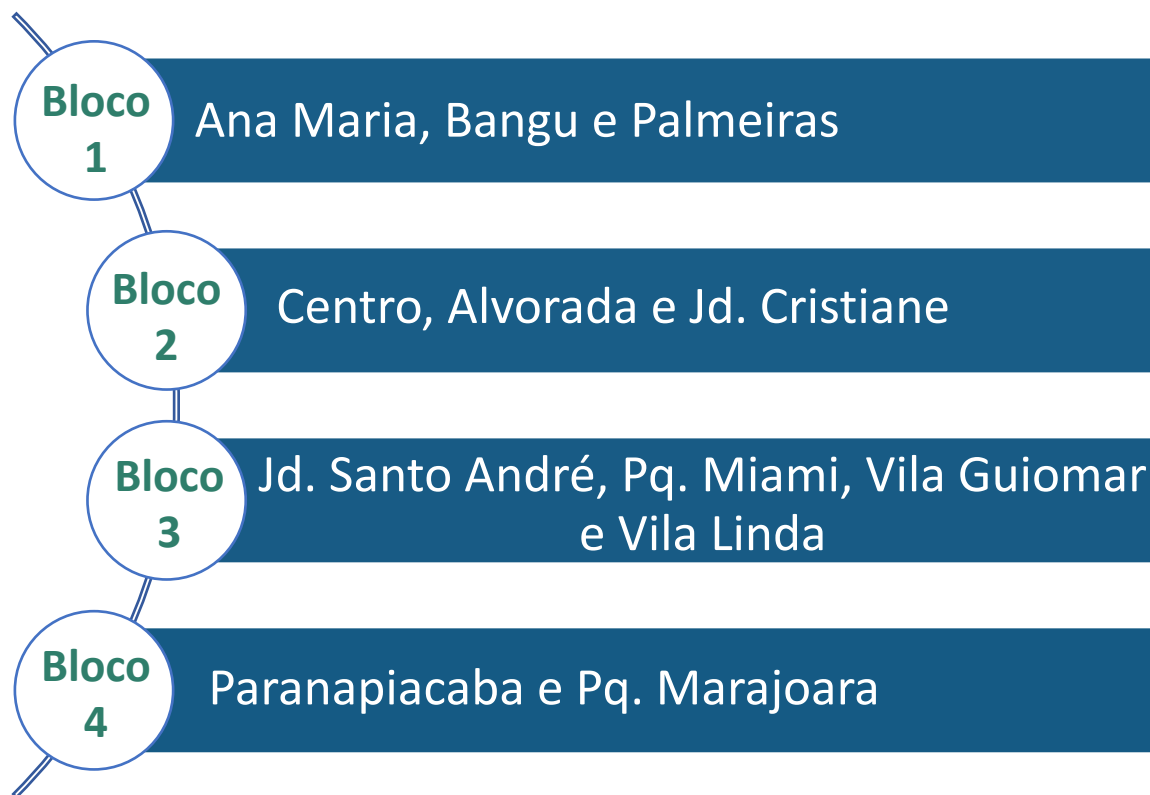 Bloco
1
Ana Maria, Bangu e Palmeiras
Bloco
2
Centro, Alvorada e Jd. Cristiane
Bloco
3
Jd. Santo André, Pq. Miami, Vila Guiomar
e Vila Linda
Bloco
4
Paranapiacaba e Pq. Marajoara